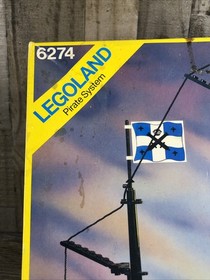 6274
LEGOLAND
Pirate System